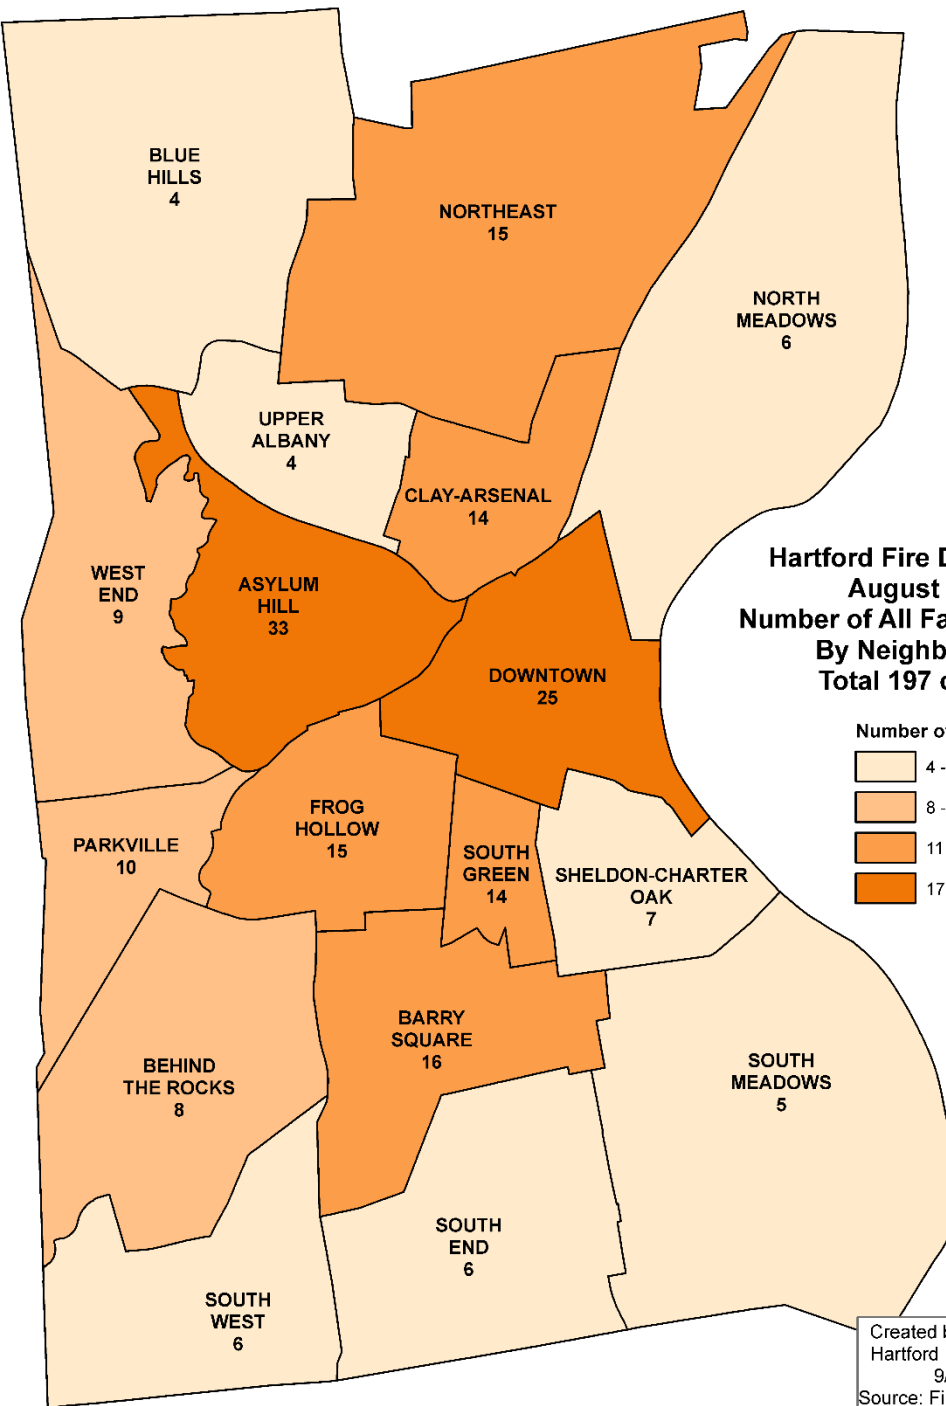 BLUE
HILLS
4
NORTHEAST
15
NORTH
MEADOWS
6
UPPER
ALBANY
4
CLAY-ARSENAL
14
WEST
END
9
ASYLUM
HILL
33
DOWNTOWN
25
Hartford Fire
August
Number of All
By
Total 197
Number
4 -
8 -
11
17
FROG
HOLLOW
15
PARKVILLE
10
SOUTH
GREEN
14
SHELDON-CHARTER
OAK
7
BARRY
SQUARE
16
BEHIND
THE ROCKS
8
SOUTH
MEADOWS
5
SOUTH
END
6
SOUTH
WEST
6
Created
Hartford
9/
Source: